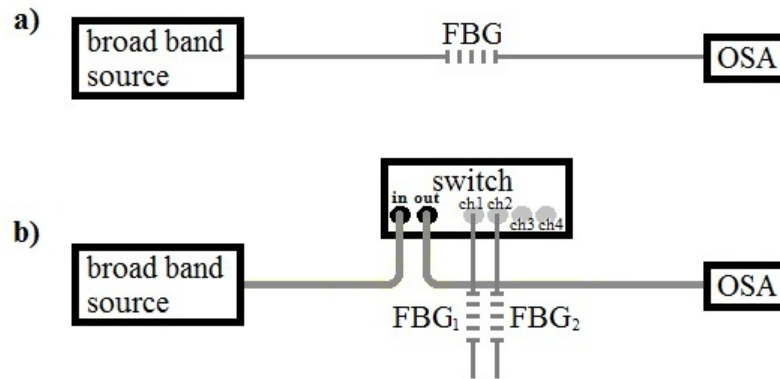 a)
broad band
source
FBG
OSA
b)
switch
in out
ch1 ch2
ch3 ch4
broad band
source
FBG₁ FBG₂
OSA